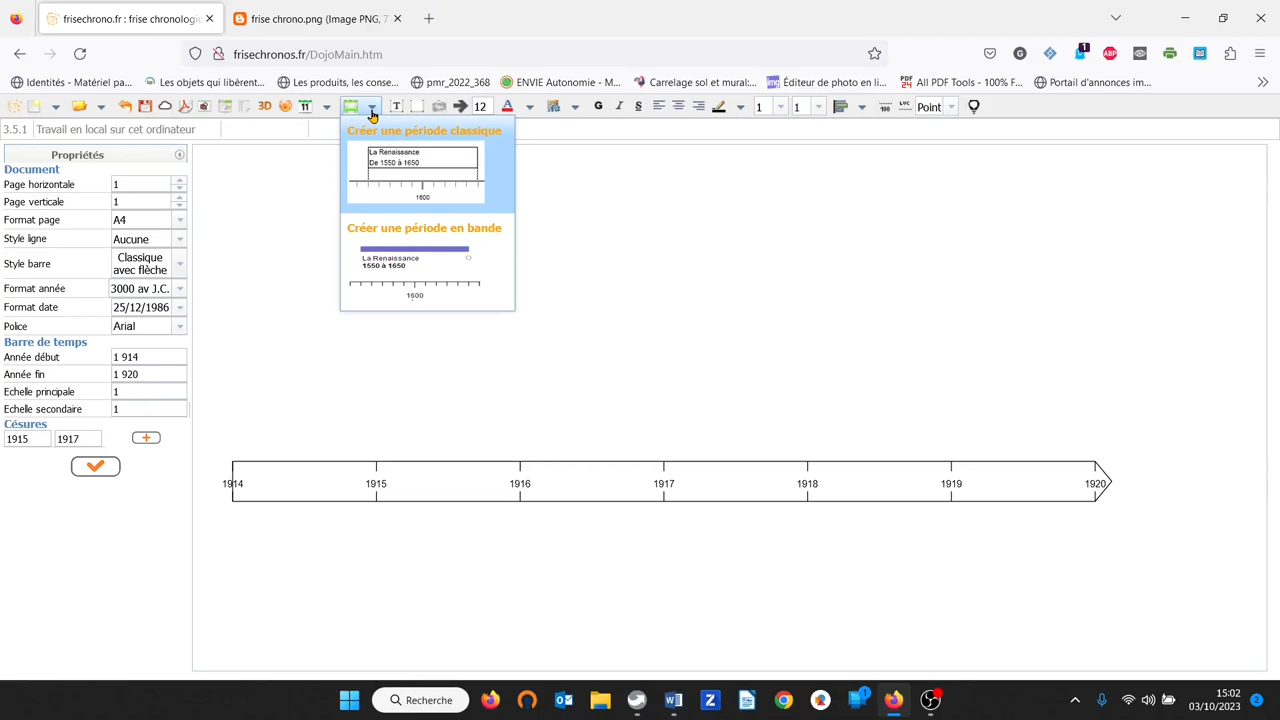 frisechrono.fr : frise chronologic
frise chrono.png (Image PNG, 7
frisechronos.fr/DojoMain.htm
1
Identités - Matériel pa...
Les objets qui libèrent...
Les produits, les conse...
pmr_2022_368
ENVIE Autonomie - M...
Carrelage sol et mural:...
Éditeur de photo en li...
All PDF Tools - 100% F...
Portail d'annonces im...
3D
11
T
12
A
G
I
S
1
1
Point
3.5.1
Travail en local sur cet ordinateur
Propriétés
Document
Page horizontale
1
Page verticale
1
Format page
A4
Style ligne
Aucune
Style barre
Classique
avec flèche
Format année
3000 av J.C.
Format date
25/12/1986
Police
Arial
Barre de temps
Année début
1 914
Année fin
1 920
Echelle principale
1
Echelle secondaire
1
Césures
1915
1917
Créer une période classique
La Renaissance
De 1550 à 1650
1600
Créer une période en bande
La Renaissance
1550 à 1650
1600
1914
1915
1916
1917
1918
1919
1920
Recherche
1
15:02
03/10/2023
2